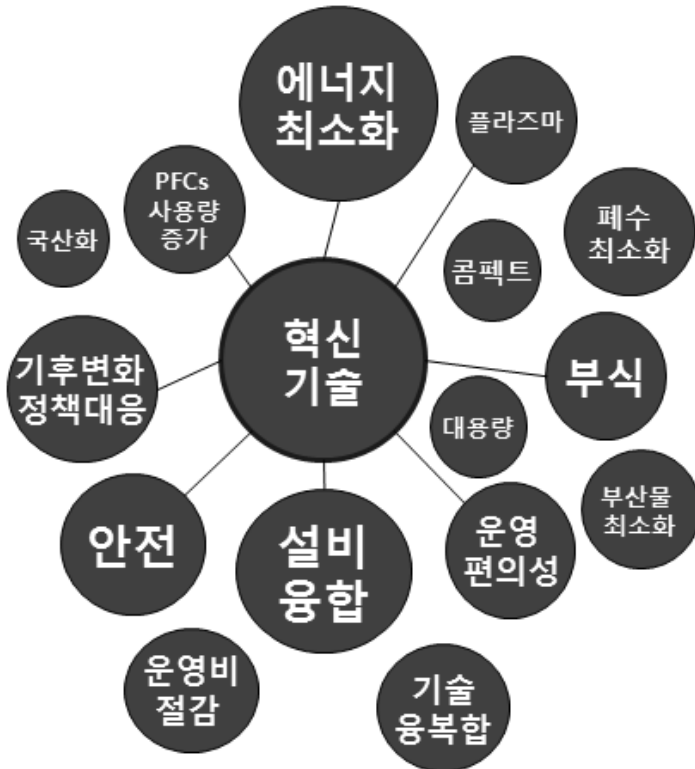 에너지
최소화
플라즈마
PFCs
사용량
증가
국산화
폐수
최소화
콤펙트
혁신
기술
기후변화
정책대응
부식
대용량
안전
설비
융합
운영
편의성
부산물
최소화
운영비
절감
기술
융복합